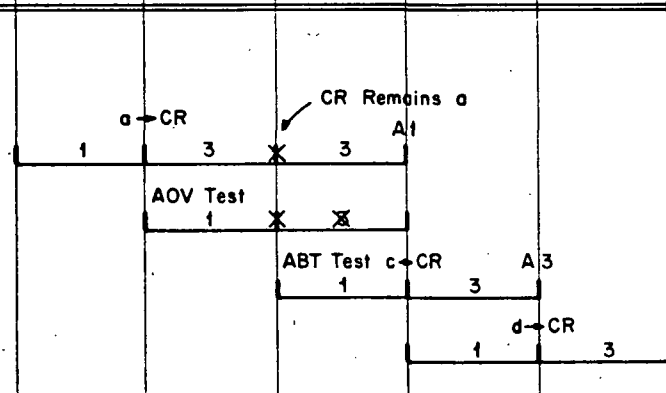 CR Remains a
a→CR
A1
1 3 3
AOV Test
1 3
ABT Test c→CR A3
1 3
d→CR
1 3